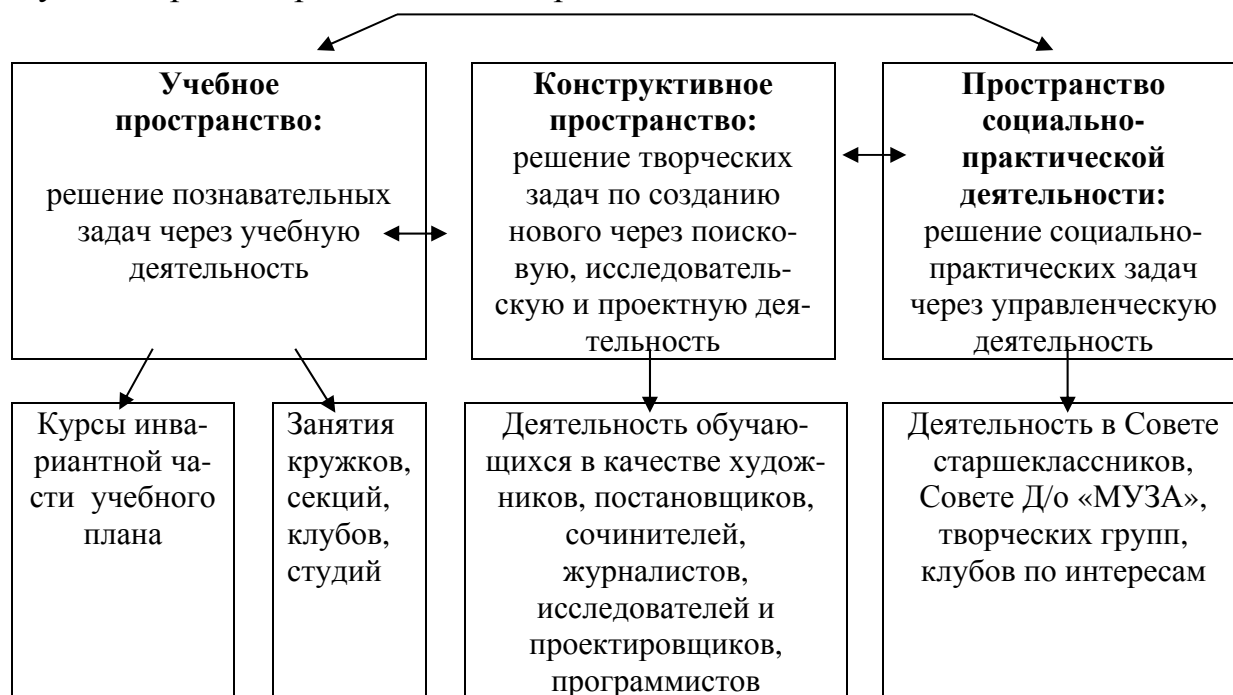 Учебное
пространство:
решение познавательных
задач через учебную
деятельность
Конструктивное
пространство:
решение творческих
задач по созданию
нового через поиско-
вую, исследователь-
скую и проектную дея-
тельность
Пространство
социально-
практической
деятельности:
решение социально-
практических задач
через управленческую
деятельность
Курсы инва-
риантной ча-
сти учебного
плана
Занятия
кружков,
секций,
клубов,
студий
Деятельность обучаю-
щихся в качестве худож-
ников, постановщиков,
сочинителей,
журналистов,
исследователей и
проектировщиков,
программистов
Деятельность в Совете
старшеклассников,
Совете Д/о «МУЗА»,
творческих групп,
клубов по интересам